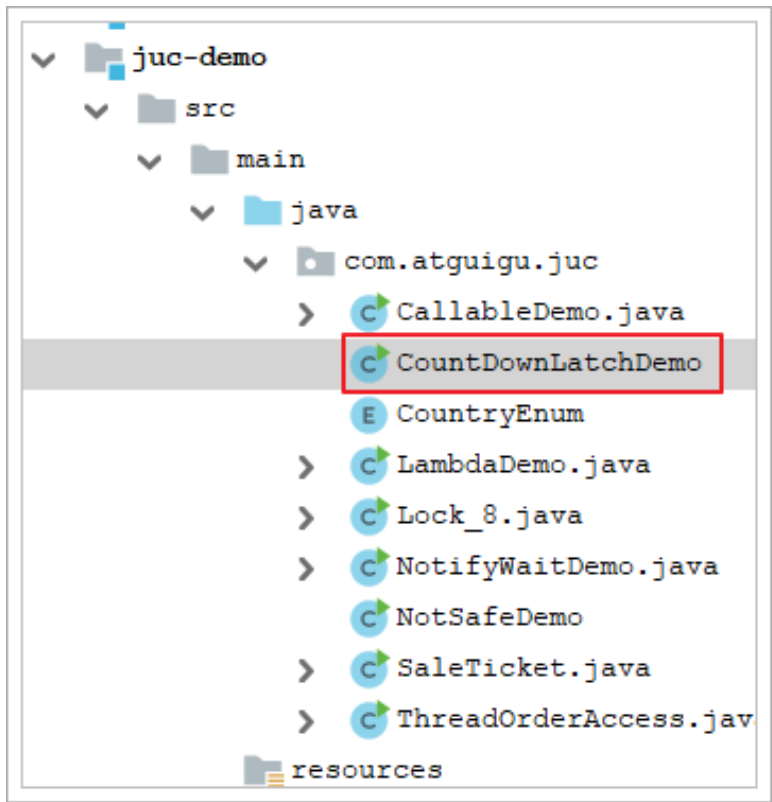 juc-demo
src
main
java
com.atguigu.juc
C CallableDemo.java
C CountDownLatchDemo
E CountryEnum
C LambdaDemo.java
C Lock_8.java
C NotifyWaitDemo.java
C NotSafeDemo
C SaleTicket.java
C ThreadOrderAccess.jav
resources